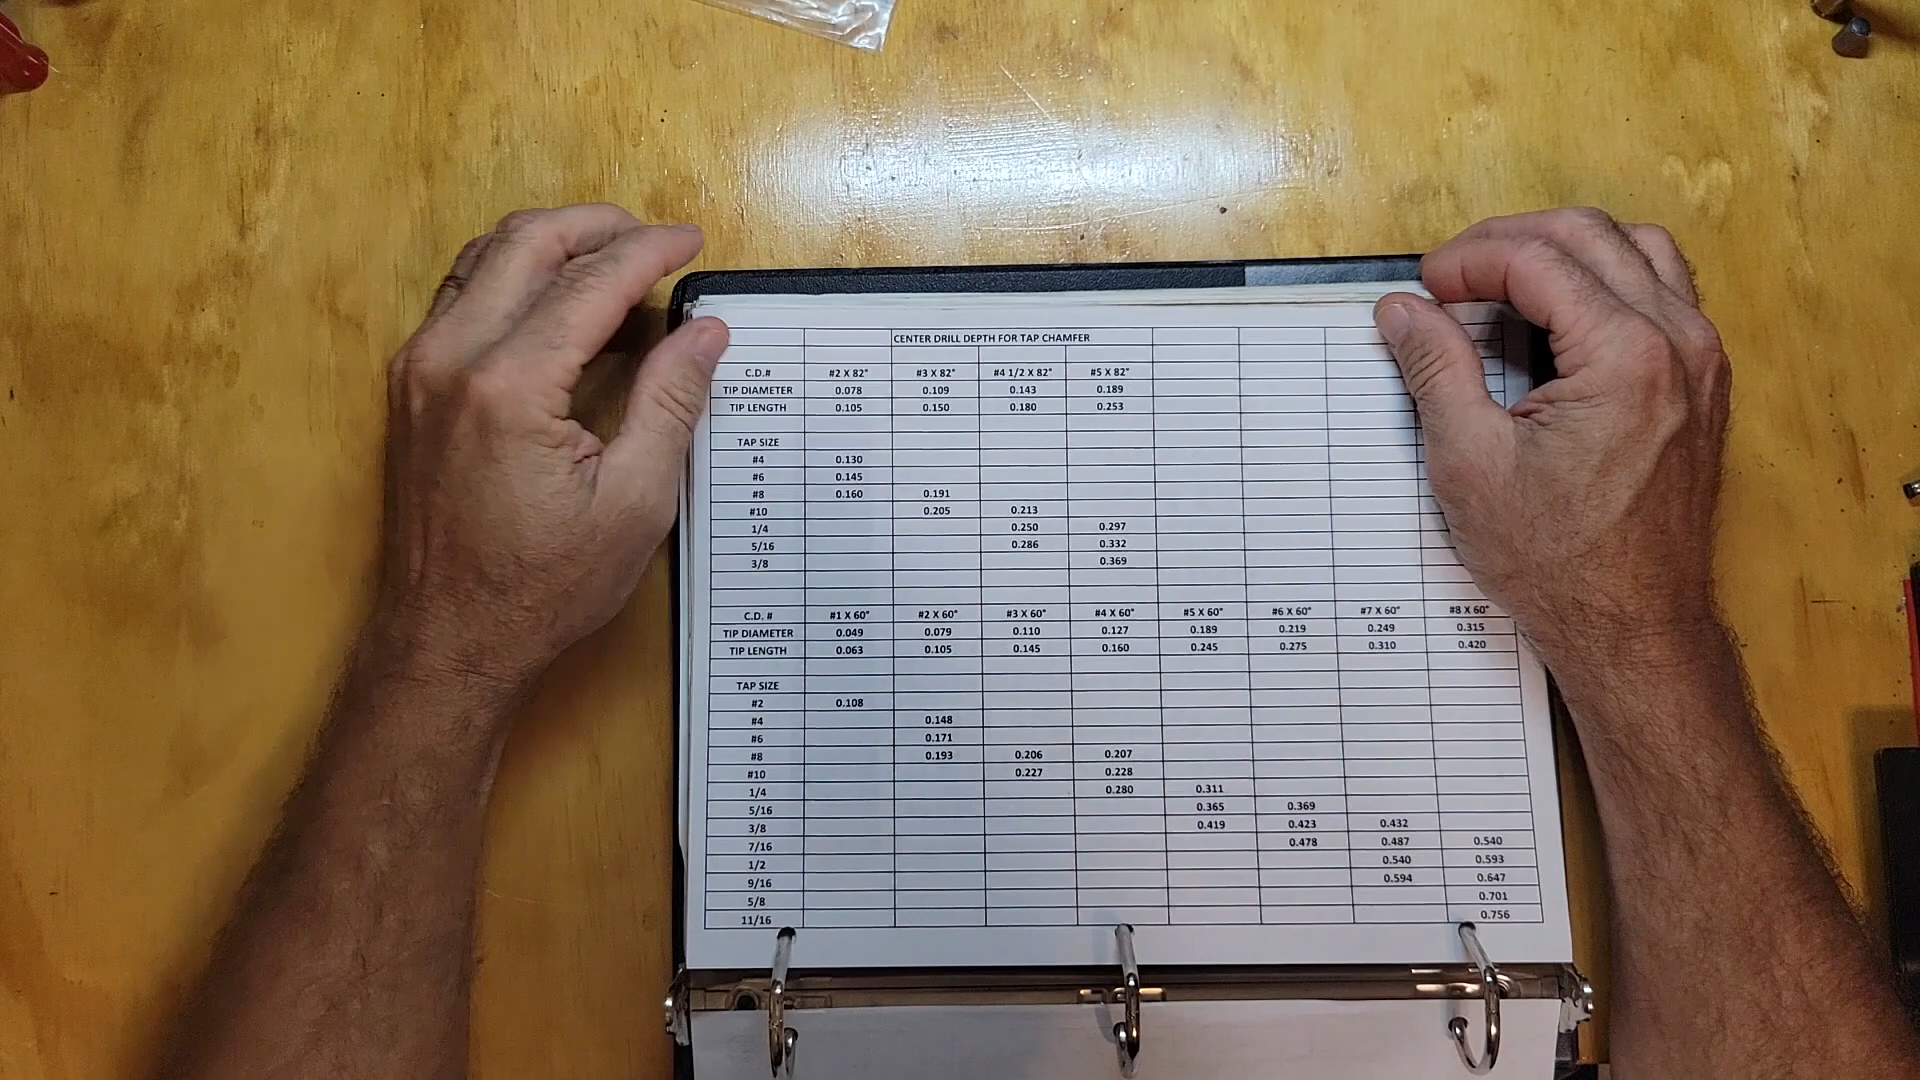 CENTER DRILL DEPTH FOR TAP CHAMFER
C.D.# #2 X 82° #3 X 82° #4 1/2 X 82° #5 X 82°
TIP DIAMETER 0.078 0.109 0.143 0.189
TIP LENGTH 0.105 0.150 0.180 0.253
TAP SIZE
#4 0.130
#6 0.145
#8 0.160 0.191
#10 0.205 0.213
1/4 0.250 0.297
5/16 0.286 0.332
3/8 0.369
C.D. # #1 X 60° #2 X 60° #3 X 60° #4 X 60° #5 X 60° #6 X 60° #7 X 60° #8 X 60°
TIP DIAMETER 0.049 0.079 0.110 0.127 0.189 0.219 0.249 0.315
TIP LENGTH 0.063 0.105 0.145 0.160 0.245 0.275 0.310 0.420
TAP SIZE
#2 0.108
#4 0.148
#6 0.171
#8 0.193 0.206 0.207
#10 0.227 0.228
1/4 0.280 0.311
5/16 0.365 0.369
3/8 0.419 0.423 0.432
7/16 0.478 0.487 0.540
1/2 0.540 0.593
9/16 0.594 0.647
5/8 0.701
11/16 0.756